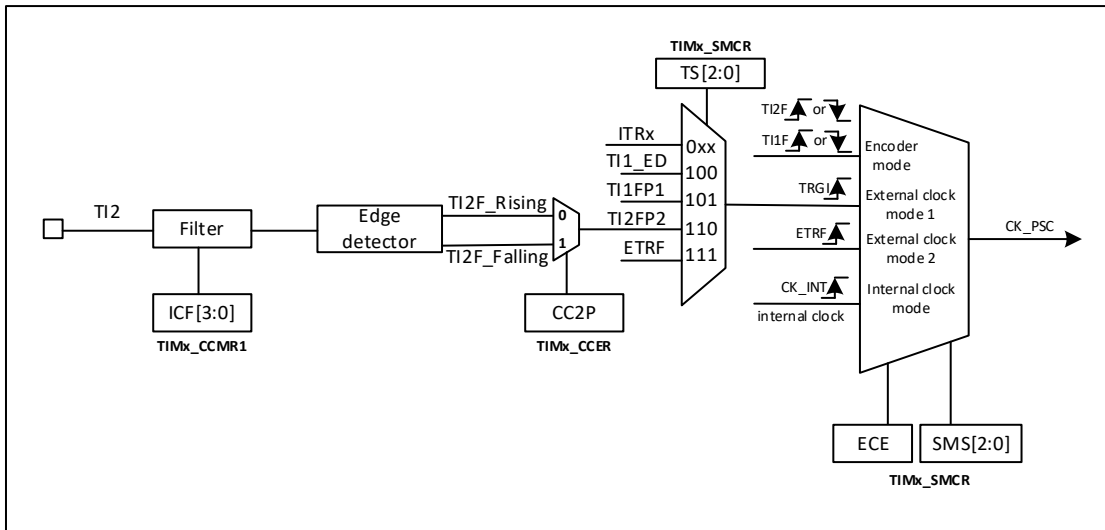 TIMx_SMCR
TS[2:0]
TI2F or
ITRx
0xx
TI1F or
Encoder
mode
TI1_ED
100
TRGI
TI1FP1
101
External clock
mode 1
TI2
Filter
Edge
detector
TI2F_Rising
0
TI2FP2
110
ETRF
External clock
mode 2
CK_PSC
1
TI2F_Falling
ETRF
111
CK_INT
Internal clock
mode
internal clock
ICF[3:0]
CC2P
TIMx_CCMR1
TIMx_CCER
ECE
SMS[2:0]
TIMx_SMCR